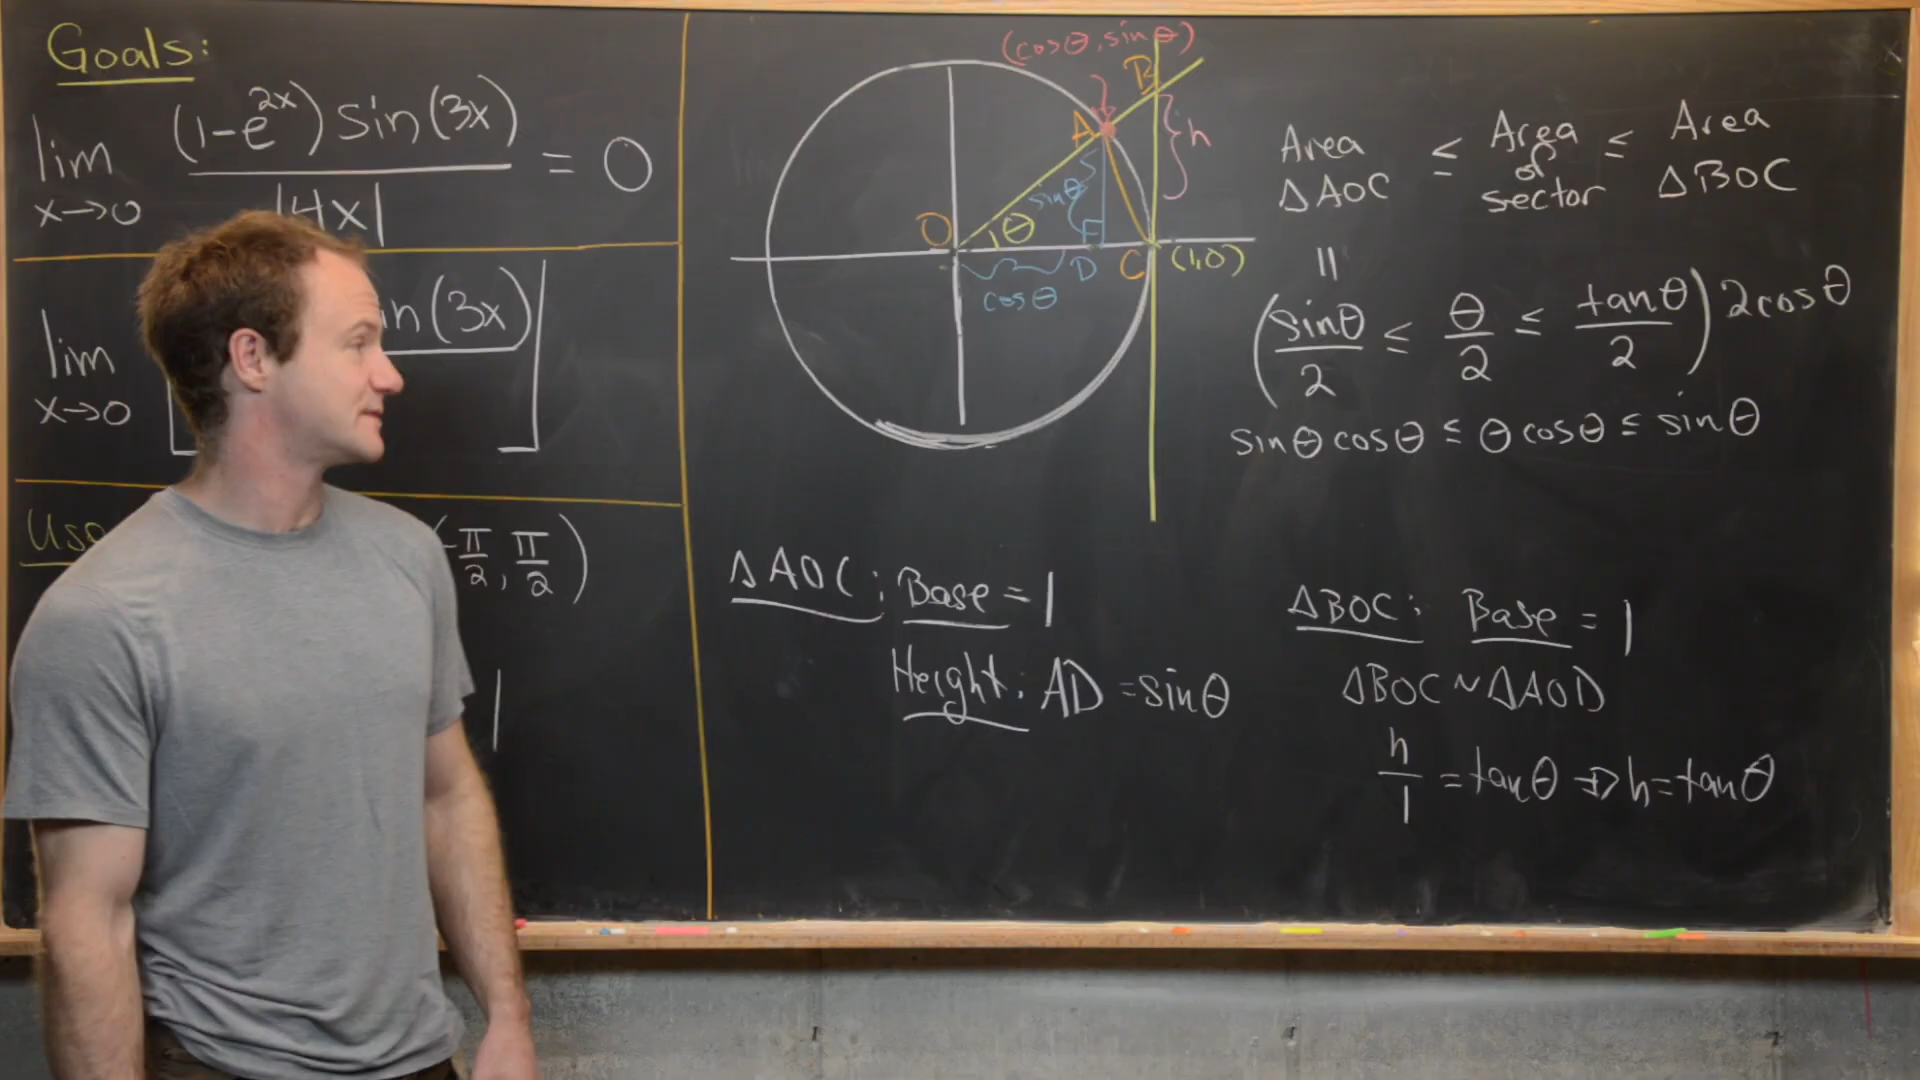 Goals:
lim x→0 (1-e^2x) sin(3x) / |4x| = 0
lim x→0 [ in(3x) ]
Use
(-π/2, π/2)
1
(cosθ, sinθ)
B
A
h
sinθ
O
θ
D
C
(1,0)
cosθ
Area ΔAOC ≤ Area of sector ≤ Area ΔBOC
=
(sinθ/2 ≤ θ/2 ≤ tanθ/2) 2cosθ
sinθ cosθ ≤ θ cosθ ≤ sinθ
ΔAOC: Base = 1
Height: AD = sinθ
ΔBOC: Base = 1
ΔBOC ~ ΔAOD
h/1 = tanθ ⇒ h = tanθ